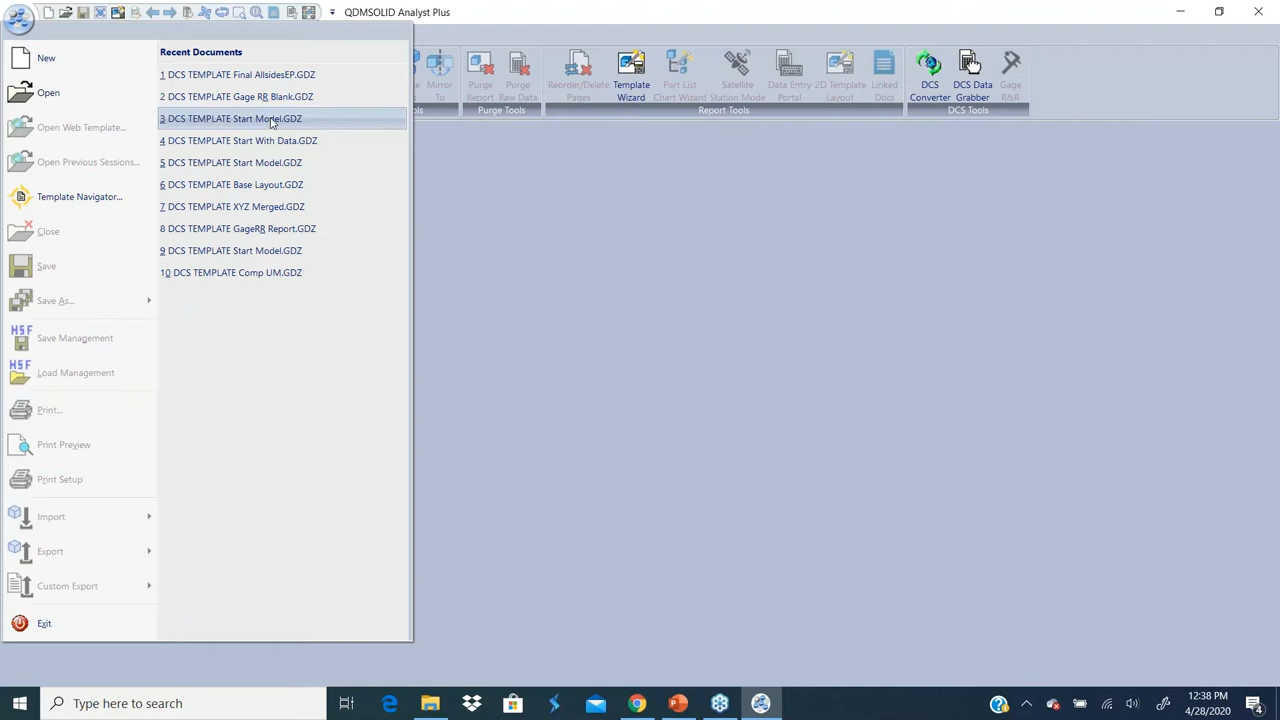 QDMSOLID Analyst Plus
Recent Documents
New
Open
Open Web Template...
Open Previous Sessions...
Template Navigator...
Close
Save
Save As...
HSF Save Management
HSF Load Management
Print...
Print Preview
Print Setup
Import
Export
Custom Export
Exit
1 DCS TEMPLATE Final AllsidesEP.GDZ
2 DCS TEMPLATE Gage RR Blank.GDZ
3 DCS TEMPLATE Start Model.GDZ
4 DCS TEMPLATE Start With Data.GDZ
5 DCS TEMPLATE Start Model.GDZ
6 DCS TEMPLATE Base Layout.GDZ
7 DCS TEMPLATE XYZ Merged.GDZ
8 DCS TEMPLATE GageRR Report.GDZ
9 DCS TEMPLATE Start Model.GDZ
10 DCS TEMPLATE Comp UM.GDZ
Mirror
To
Purge
Report
Purge
Raw Data
Purge Tools
Reorder/Delete
Pages
Template
Wizard
Part List
Chart Wizard
Satellite
Station Mode
Data Entry
Portal
2D Template
Layout
Linked
Docs
Report Tools
DCS
Converter
DCS Data
Grabber
Gage
R&R
DCS Tools
Type here to search
12:38 PM
4/28/2020
4